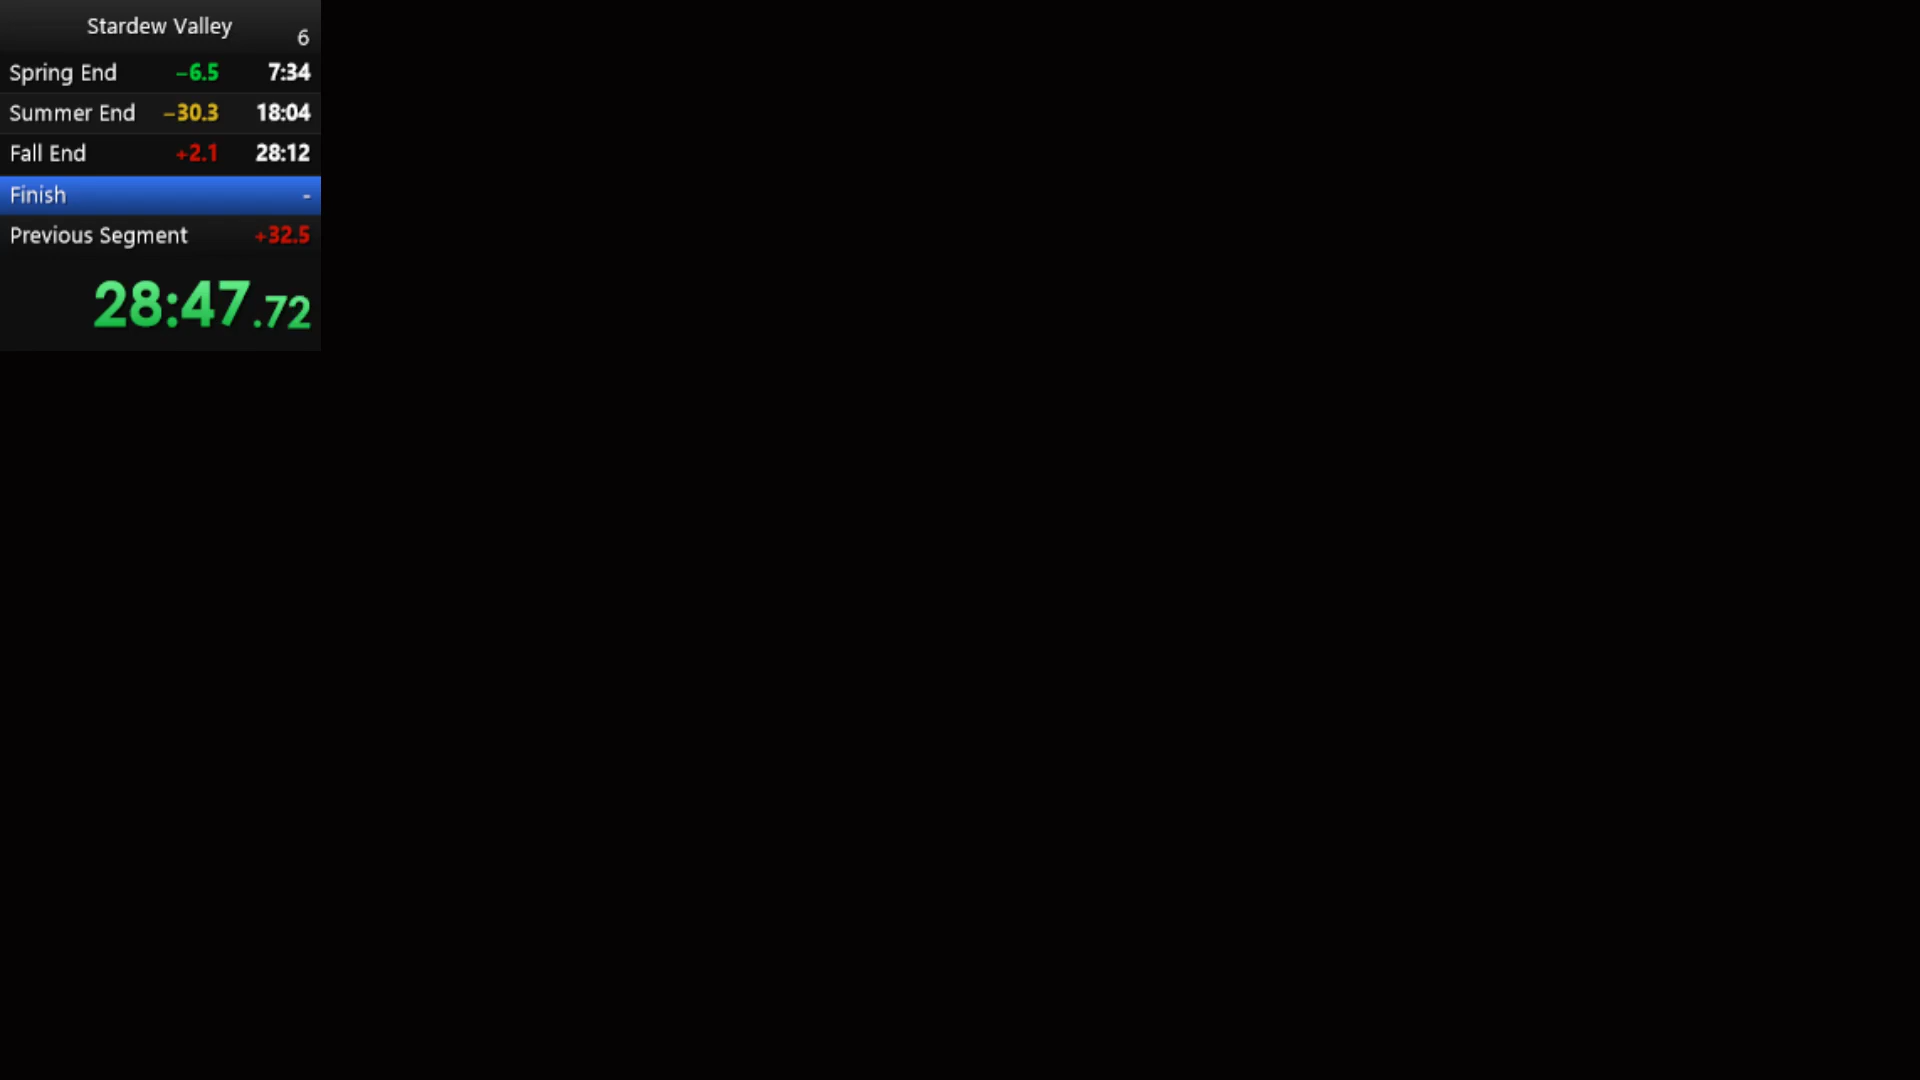 Stardew Valley
6
Spring End −6.5 7:34
Summer End −30.3 18:04
Fall End +2.1 28:12
Finish -
Previous Segment +32.5
28:47.72